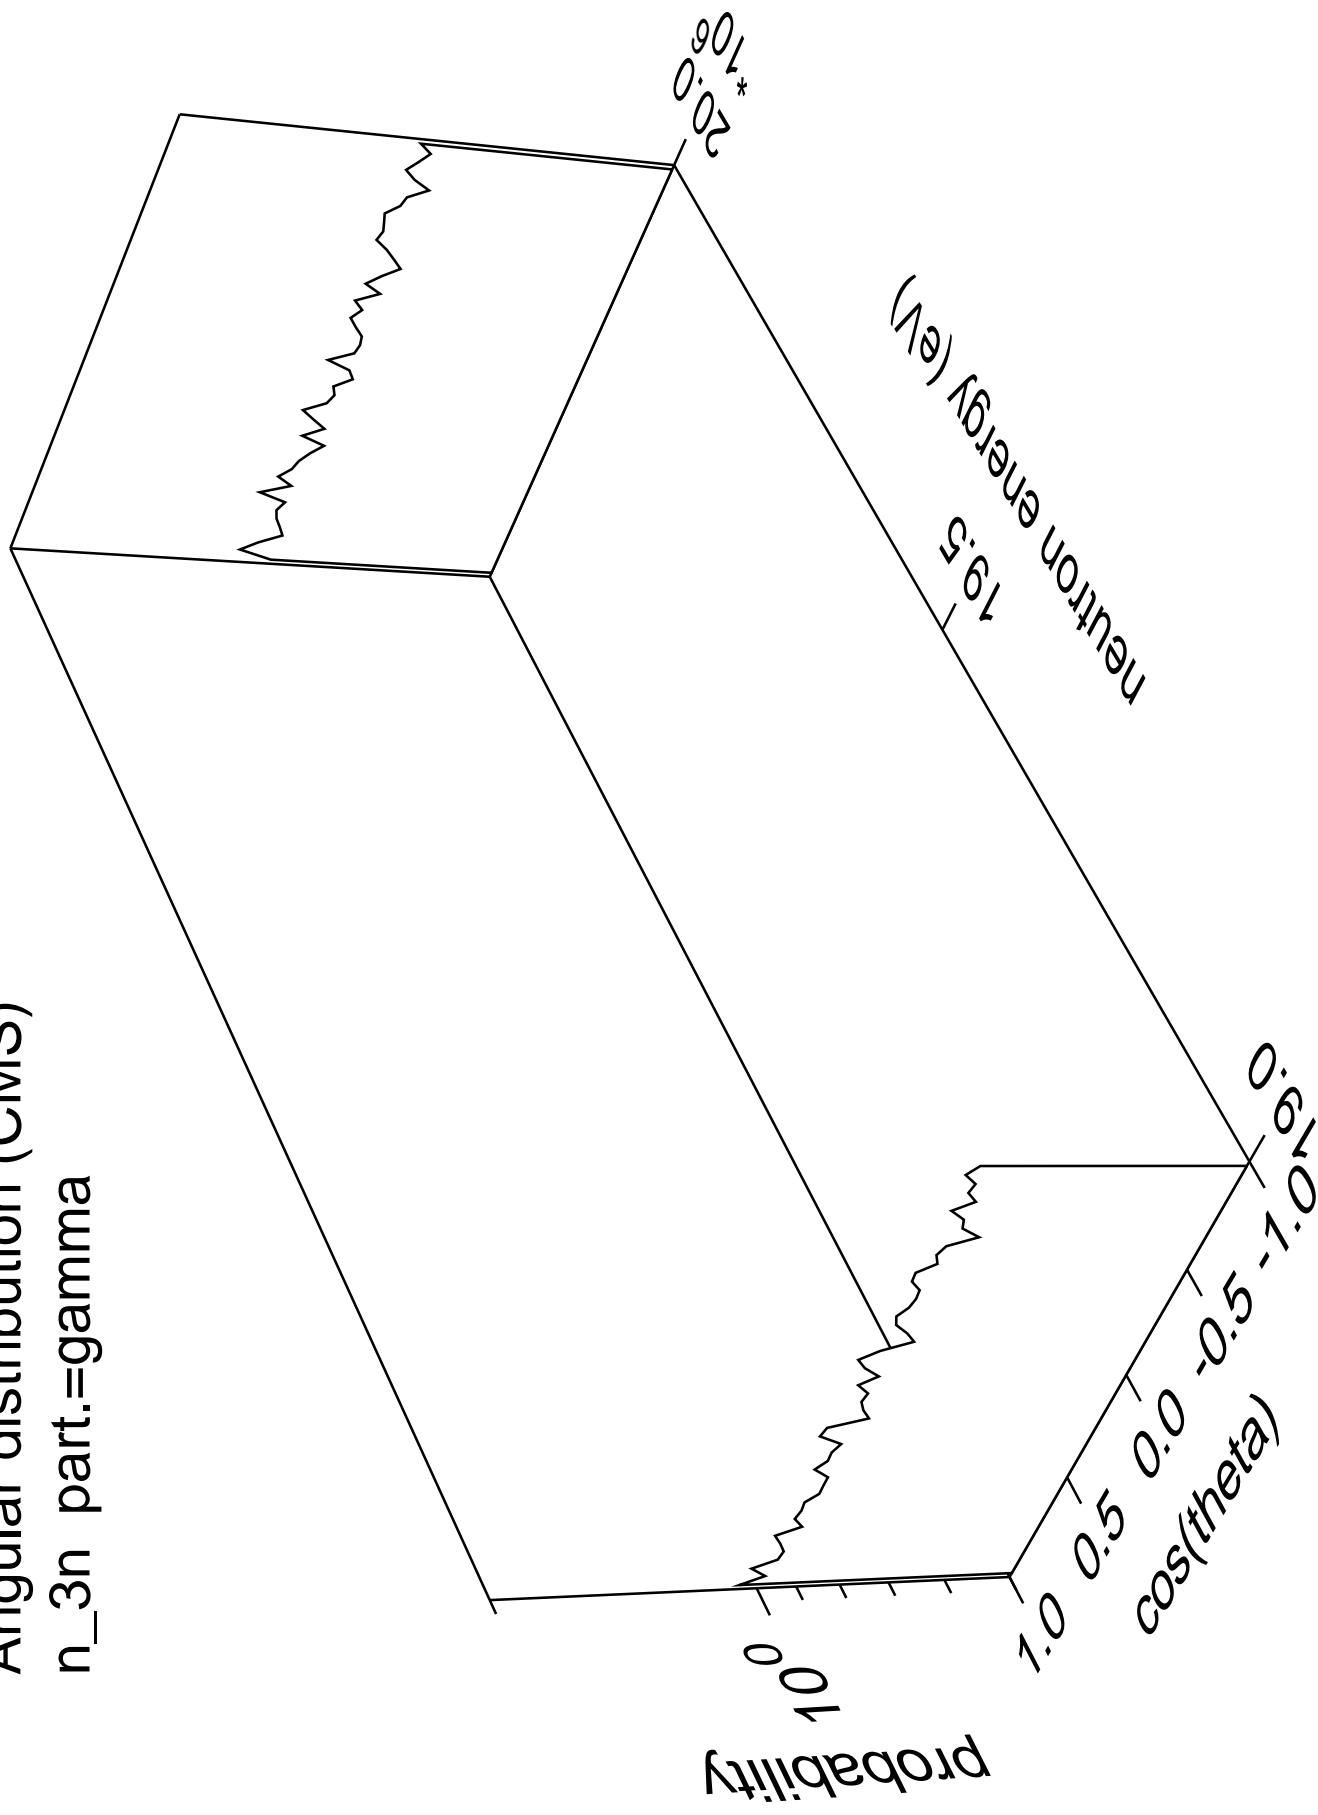 Angular distribution (CMS)
n_3n part.=gamma
probability
10^0
1.0
0.5
0.0
-0.5
-1.0
cos(theta)
19.0
19.5
20.0
*10^6
neutron energy (eV)